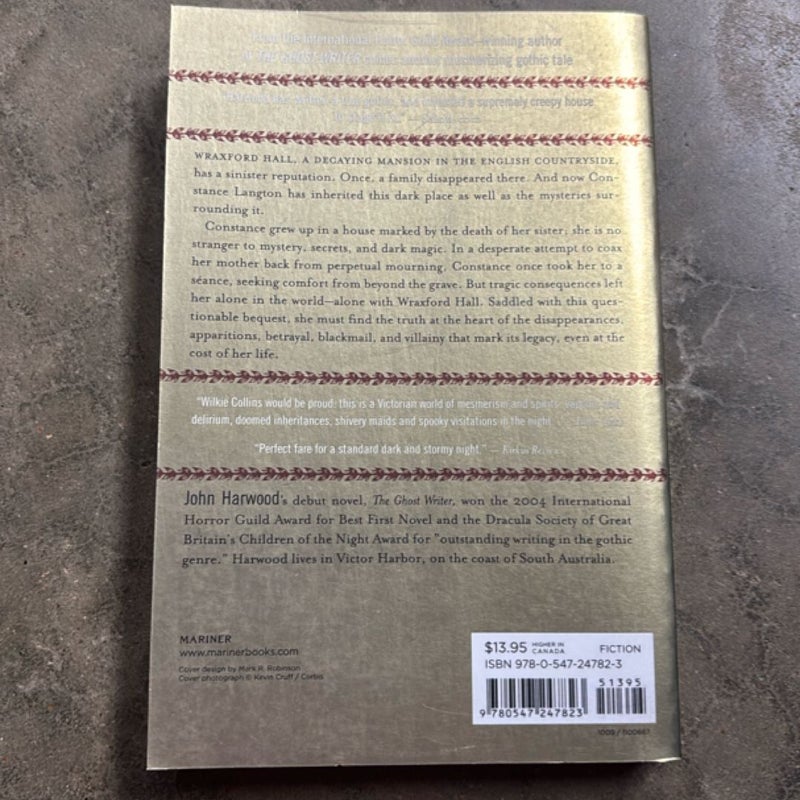 the International
winning author
gothic tale
a supremely creepy house
WRAXFORD HALL, A DECAYING MANSION IN THE ENGLISH COUNTRYSIDE,
has a sinister reputation. Once, a family disappeared there. And now Con-
stance Langton has inherited this dark place as well as the mysteries sur-
rounding it.
Constance grew up in a house marked by the death of her sister, she is no
stranger to mystery, secrets, and dark magic. In a desperate attempt to coax
her mother back from perpetual mourning, Constance once took her to a
séance, seeking comfort from beyond the grave. But tragic consequences left
her alone in the world—alone with Wraxford Hall. Saddled with this ques-
tionable bequest, she must find the truth at the heart of the disappearances,
apparitions, betrayal, blackmail, and villainy that mark its legacy, even at the
cost of her life.
"Wilkie Collins would be proud: this is a Victorian world of mesmerism and spirits,
delirium, doomed inheritances, shivery maids and spooky visitations in the night
"Perfect fare for a standard dark and stormy night." — Kirkus Reviews
John Harwood's debut novel, The Ghost Writer, won the 2004 International
Horror Guild Award for Best First Novel and the Dracula Society of Great
Britain's Children of the Night Award for "outstanding writing in the gothic
genre." Harwood lives in Victor Harbor, on the coast of South Australia.
MARINER
www.marinerbooks.com
Cover design by Mark R. Robinson
Cover photograph © Kevin Cruff / Corbis
$13.95 HIGHER IN CANADA FICTION
ISBN 978-0-547-24782-3
51395
9 780547 247823
1009 / 1100667